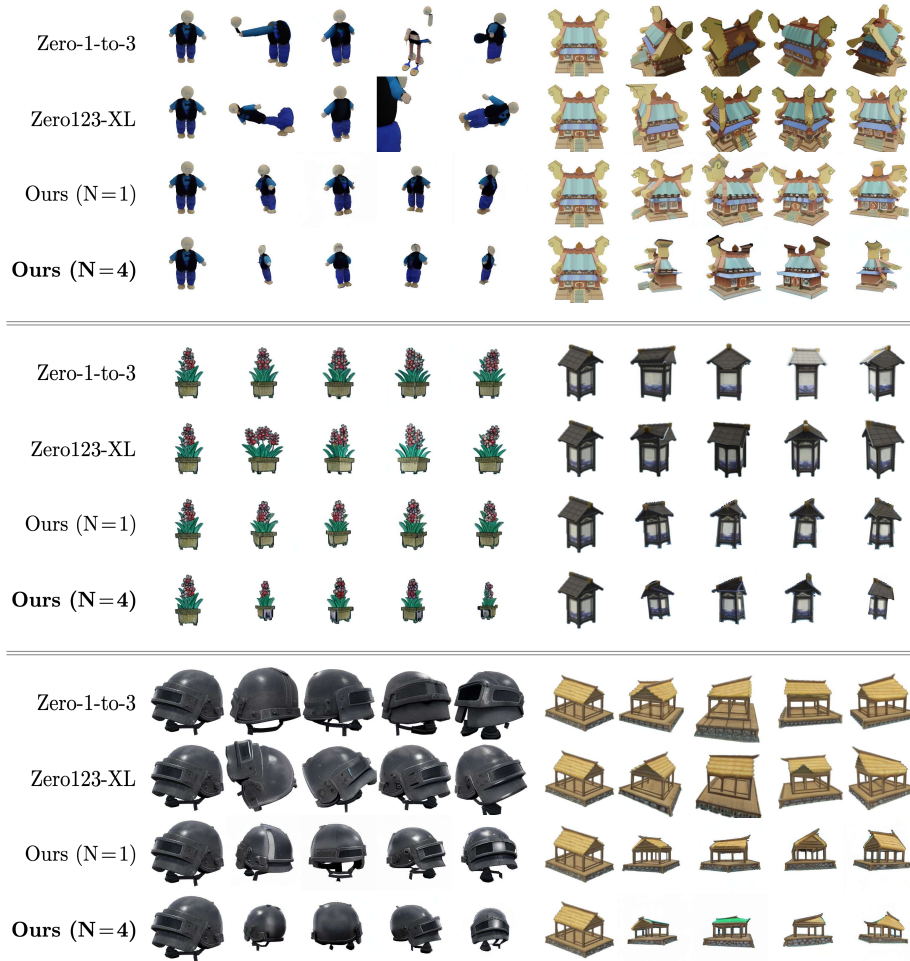 Zero-1-to-3
Zero123-XL
Ours (N=1)
Ours (N=4)
Zero-1-to-3
Zero123-XL
Ours (N=1)
Ours (N=4)
Zero-1-to-3
Zero123-XL
Ours (N=1)
Ours (N=4)